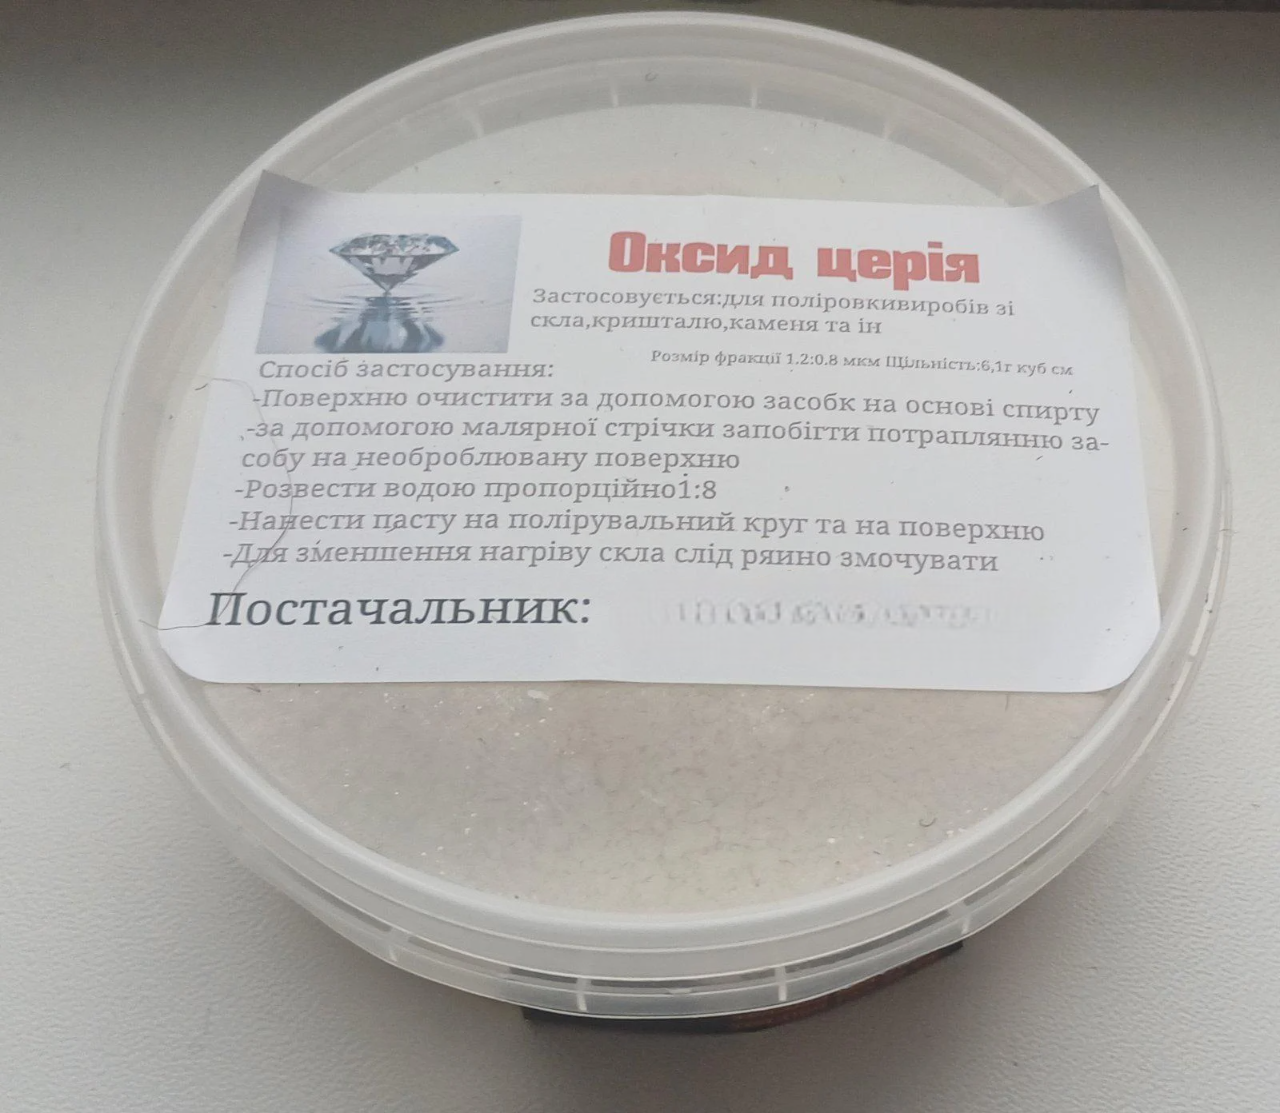 Оксид церія
Застосовується:для поліровкивиробів зі
скла,кришталю,каменя та ін
Розмір фракції 1.2:0.8 мкм Щільність:6,1г куб см
Спосіб застосування:
-Поверхню очистити за допомогою засобк на основі спирту
-за допомогою малярної стрічки запобігти потраплянню за-
собу на необроблювану поверхню
-Розвести водою пропорційно1:8
-Нанести пасту на полірувальний круг та на поверхню
-Для зменшення нагріву скла слід ряино змочувати
Постачальник: